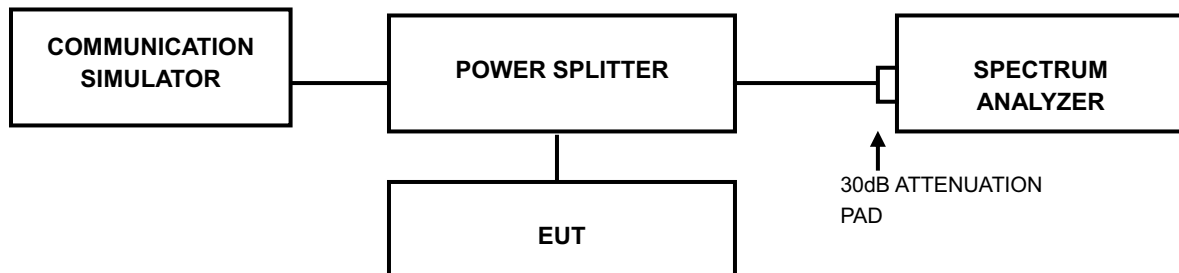 COMMUNICATION
SIMULATOR
POWER SPLITTER
SPECTRUM
ANALYZER
30dB ATTENUATION
PAD
EUT